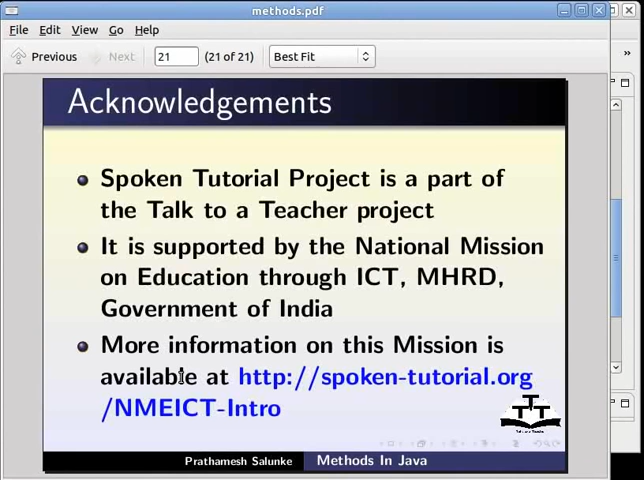 methods.pdf
File Edit View Go Help
Previous Next 21 (21 of 21) Best Fit
Acknowledgements
Spoken Tutorial Project is a part of
the Talk to a Teacher project
It is supported by the National Mission
on Education through ICT, MHRD,
Government of India
More information on this Mission is
available at http://spoken-tutorial.org
/NMEICT-Intro
Prathamesh Salunke Methods In Java